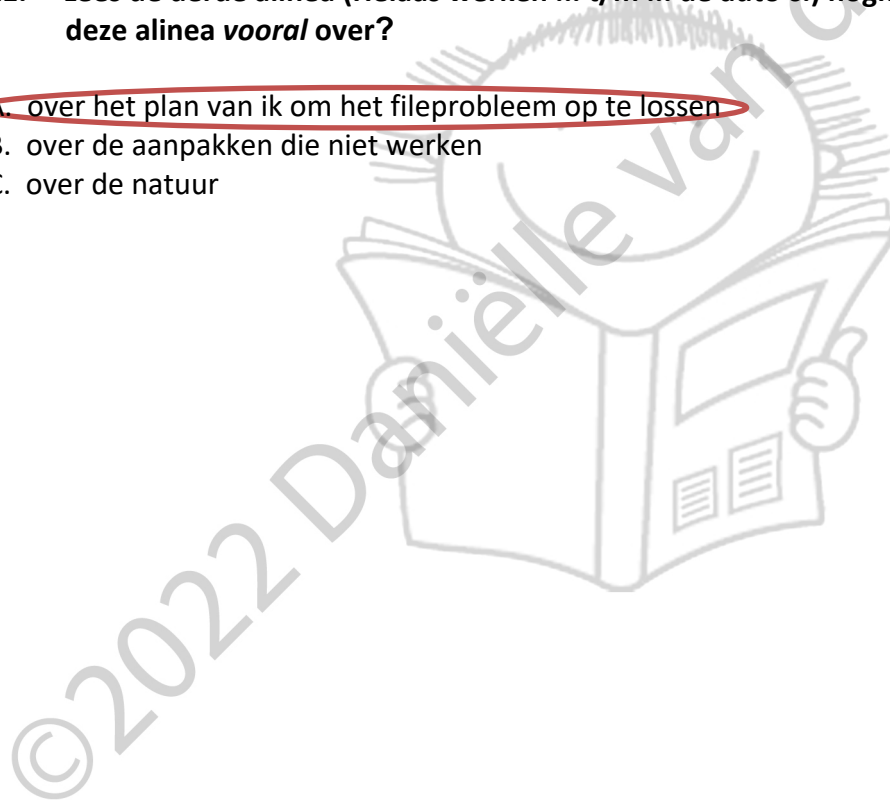 deze alinea vooral over?
over het plan van ik om het fileprobleem op te lossen
B. over de aanpakken die niet werken
C. over de natuur
©2022 Daniëlle van